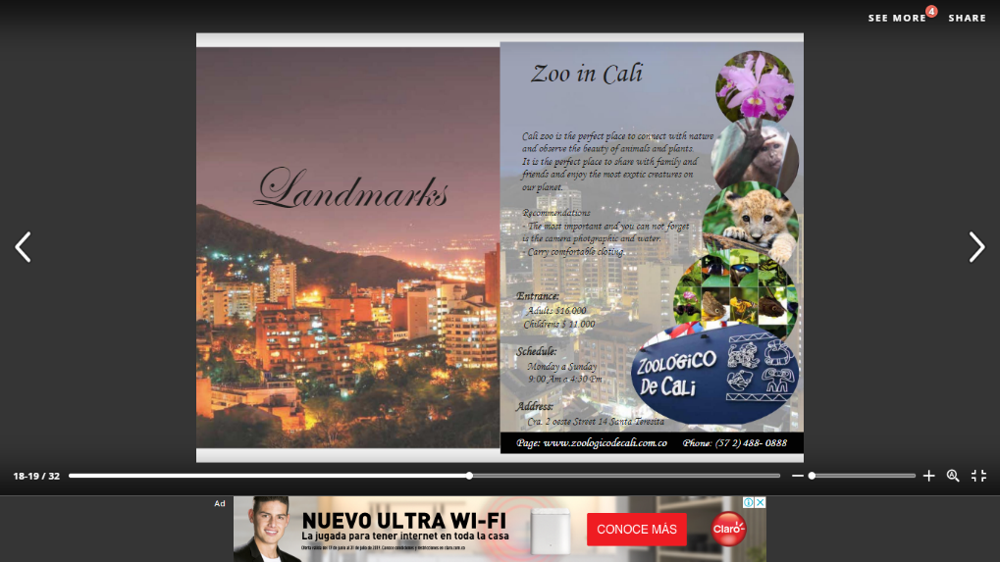 SEE MORE 4 SHARE
Zoo in Cali
Cali zoo is the perfect place to connect with nature
and observe the beauty of animals and plants.
It is the perfect place to share with family and
friends and enjoy the most exotic creatures on
our planet.
Landmarks
Recommendations
- The most important and you can not forget
is the camera photgraphic and water.
- Carry comfortable cloting.
Entrance:
Adults $16.000
Childrens $ 11.000
Schedule:
Monday a Sunday
9:00 Am a 4:30 Pm
ZOOLÓGICO
DE CALI
Address:
Cra. 2 oeste Street 14 Santa Teresita
Page: www.zoologicodecali.com.co Phone: (57 2) 488- 0888
18-19 / 32
Ad
NUEVO ULTRA WI-FI
La jugada para tener internet en toda la casa
CONOCE MÁS
Claro